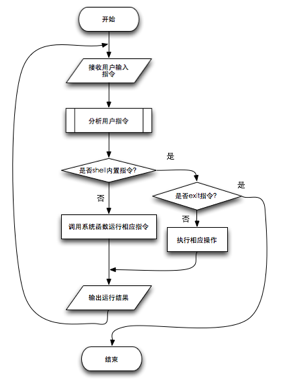 开始
接收用户输入
指令
分析用户指令
是否shell内置指令?
是
否
是否exit指令?
是
否
调用系统函数运行相应指令
执行相应操作
输出运行结果
结束